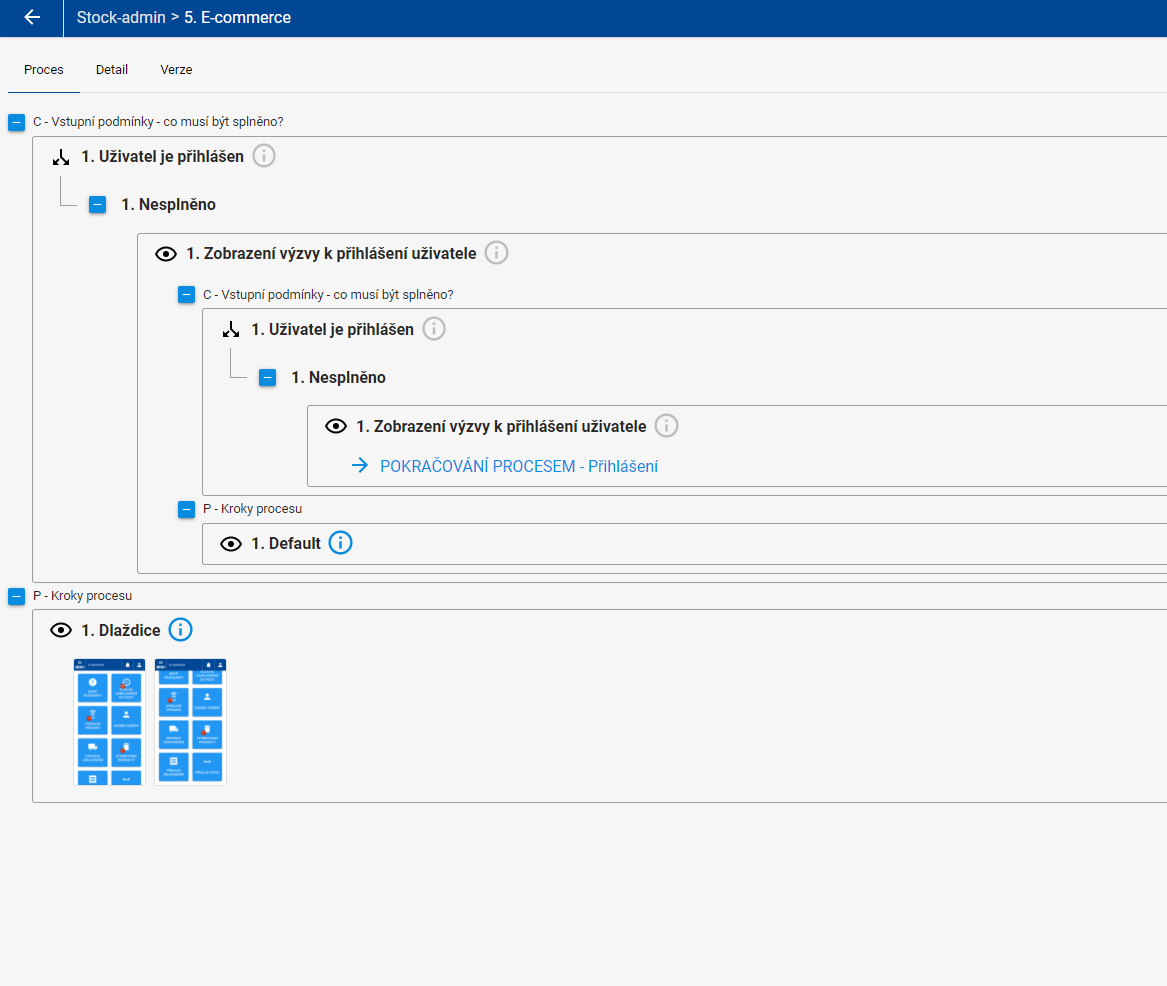 Stock-admin > 5. E-commerce
Proces Detail Verze
C - Vstupní podmínky - co musí být splněno?
1. Uživatel je přihlášen
1. Nesplněno
1. Zobrazení výzvy k přihlášení uživatele
C - Vstupní podmínky - co musí být splněno?
1. Uživatel je přihlášen
1. Nesplněno
1. Zobrazení výzvy k přihlášení uživatele
POKRAČOVÁNÍ PROCESEM - Přihlášení
P - Kroky procesu
1. Default
P - Kroky procesu
1. Dlaždice